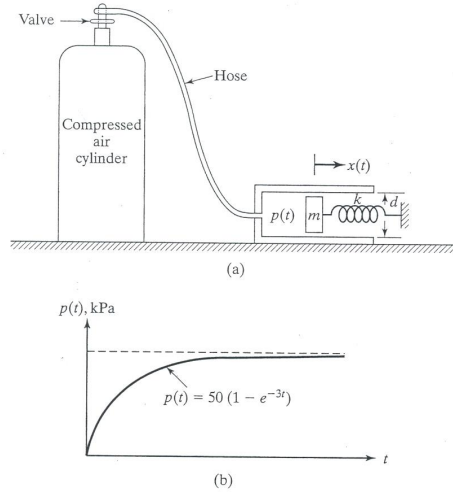 Valve
Hose
Compressed
air
cylinder
x(t)
k
d
p(t)
m
(a)
p(t), kPa
p(t) = 50 (1 − e^{−3t})
t
(b)